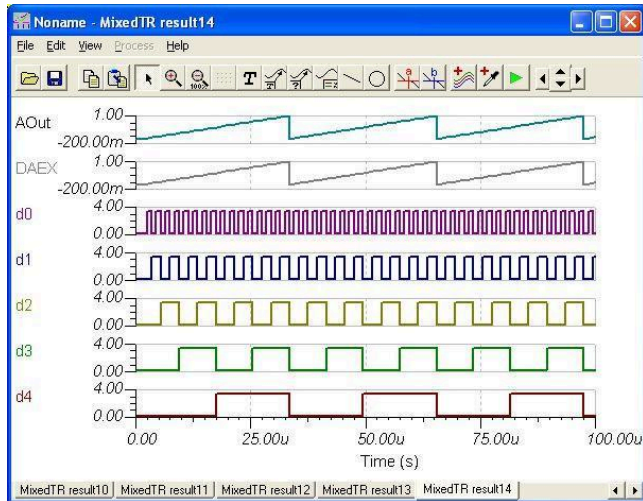 Noname - MixedTR result14
File Edit View Process Help
100%
T
a b
AOut 1.00
-200.00m
DAEX 1.00
-200.00m
d0 4.00
0.00
d1 4.00
0.00
d2 4.00
0.00
d3 4.00
0.00
d4 4.00
0.00
0.00 25.00u 50.00u 75.00u 100.00u
Time (s)
MixedTR result10 MixedTR result11 MixedTR result12 MixedTR result13 MixedTR result14